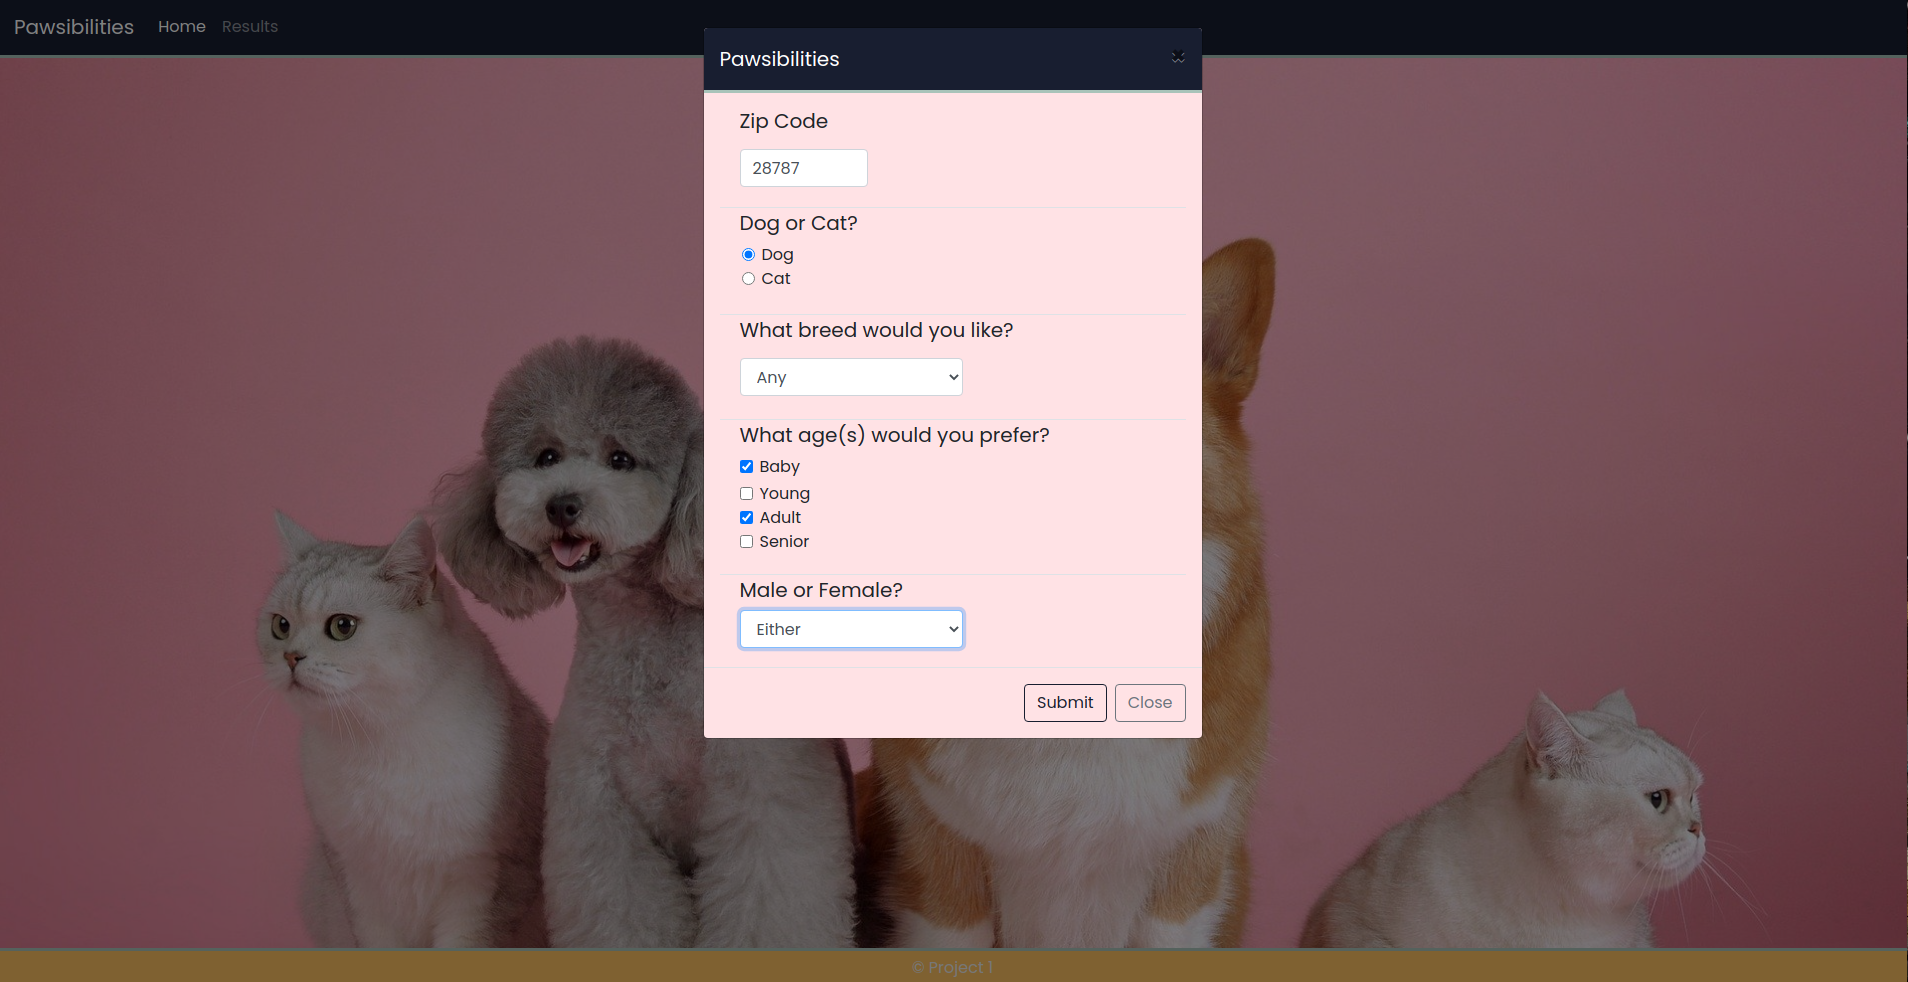 Pawsibilities Home Results
Pawsibilities ×
Zip Code
28787
Dog or Cat?
Dog
Cat
What breed would you like?
Any
What age(s) would you prefer?
Baby
Young
Adult
Senior
Male or Female?
Either
Submit Close
© Project 1